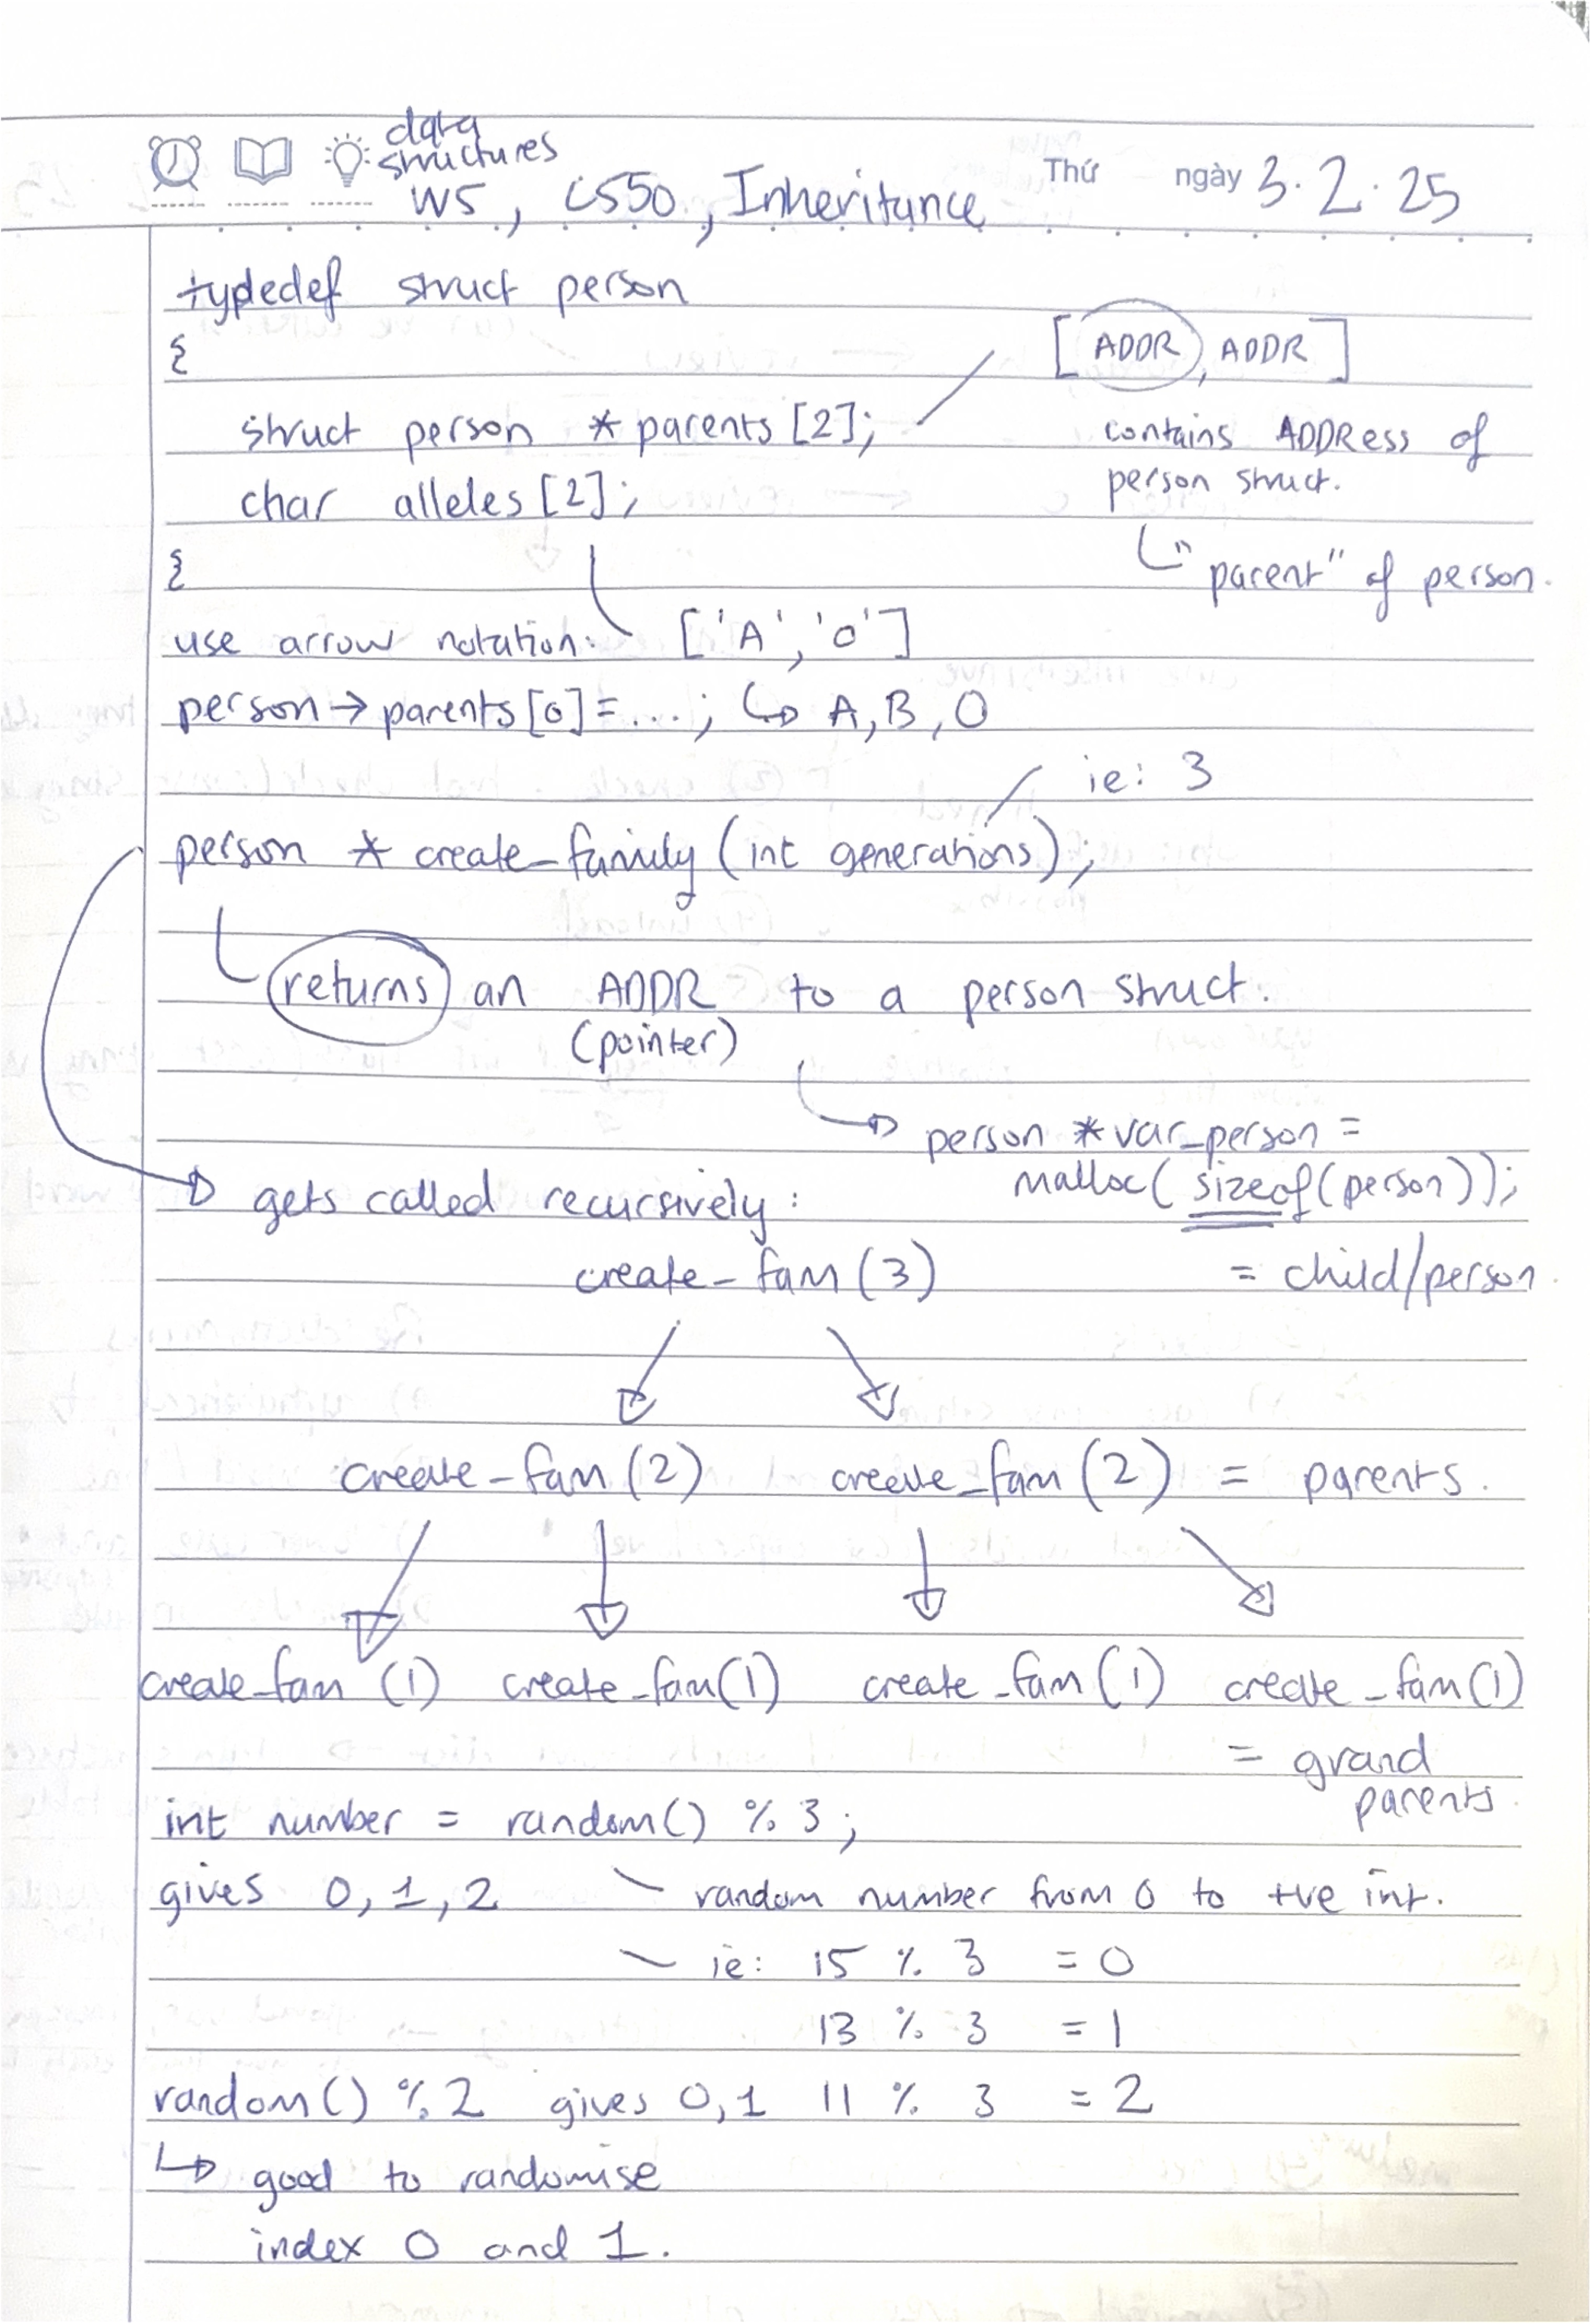 data
structures
W5, CS50, Inheritance
Thứ ngày 3.2.25
typedef struct person
{
[ADDR, ADDR]
struct person * parents [2];
contains ADDRess of
person struct.
char alleles [2];
"parent" of person.
{
use arrow notation: ['A', 'O']
person → parents [0] = ...; ↳ A, B, O
ie: 3
person * create_family (int generations);
returns an ADDR to a person struct.
(pointer)
→ person * var_person =
malloc( sizeof(person));
→ gets called recursively:
create_fam (3) = child/person
create_fam (2) create_fam (2) = parents.
create_fam (1) create_fam (1) create_fam (1) create_fam (1)
= grand
parents.
int number = random() % 3;
gives 0, 1, 2 random number from 0 to +ve int.
ie: 15 % 3 = 0
13 % 3 = 1
random() % 2 gives 0, 1 11 % 3 = 2
↳ good to randomise
index 0 and 1.